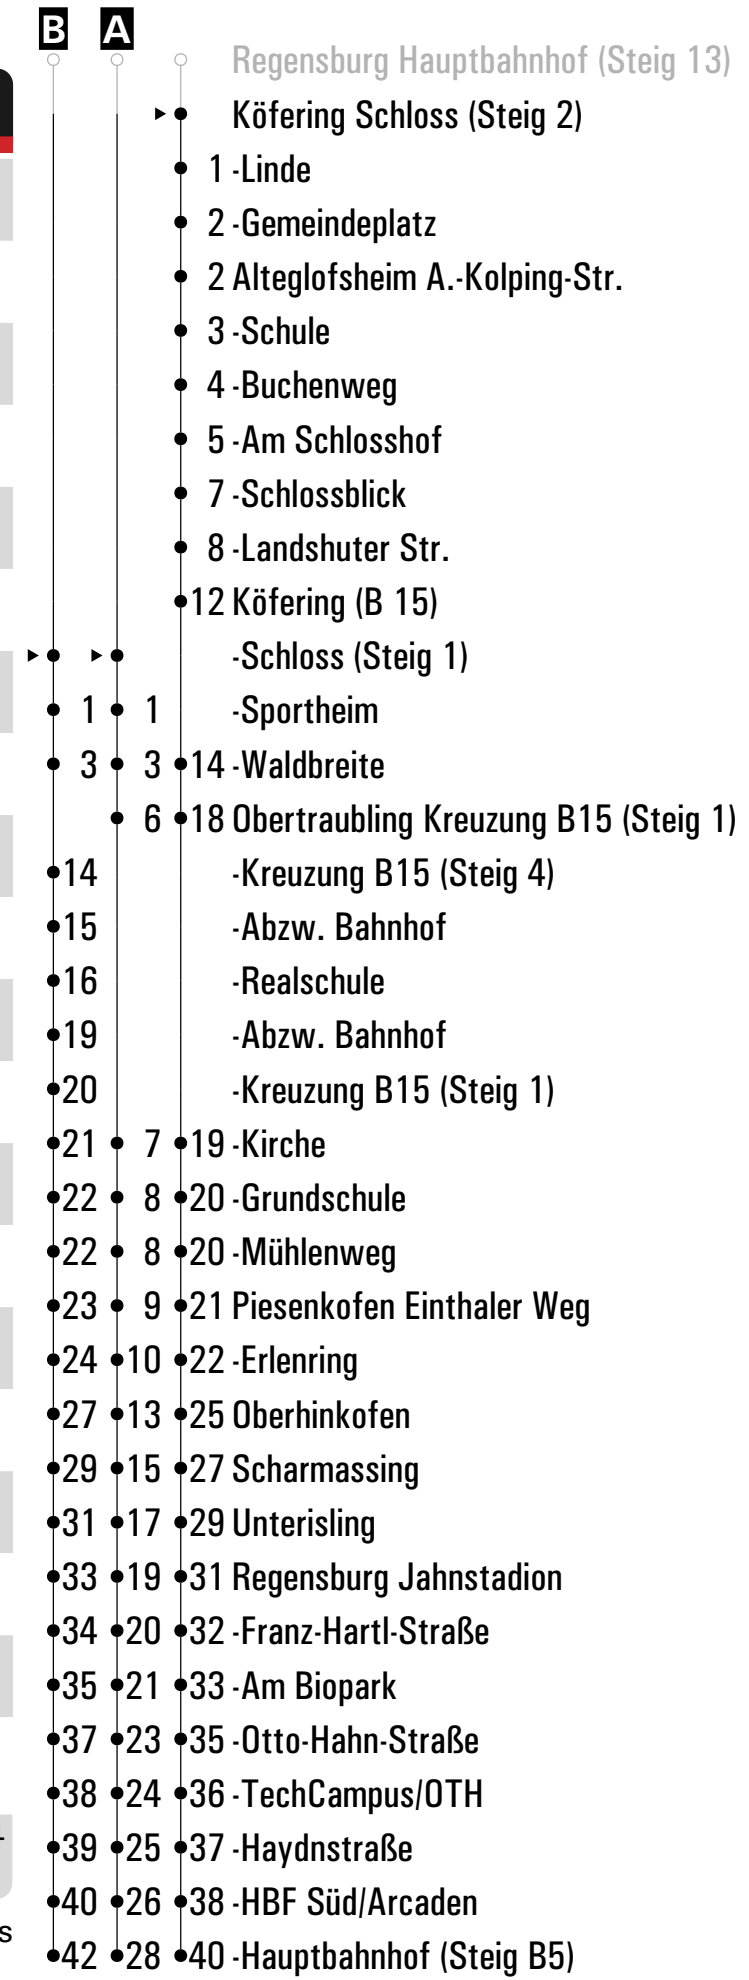 B A
Regensburg Hauptbahnhof (Steig 13)
Köfering Schloss (Steig 2)
1 -Linde
2 -Gemeindeplatz
2 Alteglofsheim A.-Kolping-Str.
3 -Schule
4 -Buchenweg
5 -Am Schlosshof
7 -Schlossblick
8 -Landshuter Str.
12 Köfering (B 15)
-Schloss (Steig 1)
1 1 -Sportheim
3 3 14 -Waldbreite
6 18 Obertraubling Kreuzung B15 (Steig 1)
14 -Kreuzung B15 (Steig 4)
15 -Abzw. Bahnhof
16 -Realschule
19 -Abzw. Bahnhof
20 -Kreuzung B15 (Steig 1)
21 7 19 -Kirche
22 8 20 -Grundschule
22 8 20 -Mühlenweg
23 9 21 Piesenkofen Einthaler Weg
24 10 22 -Erlenring
27 13 25 Oberhinkofen
29 15 27 Scharmassing
31 17 29 Unterisling
33 19 31 Regensburg Jahnstadion
34 20 32 -Franz-Hartl-Straße
35 21 33 -Am Biopark
37 23 35 -Otto-Hahn-Straße
38 24 36 -TechCampus/OTH
39 25 37 -Haydnstraße
40 26 38 -HBF Süd/Arcaden
s
42 28 40 -Hauptbahnhof (Steig B5)